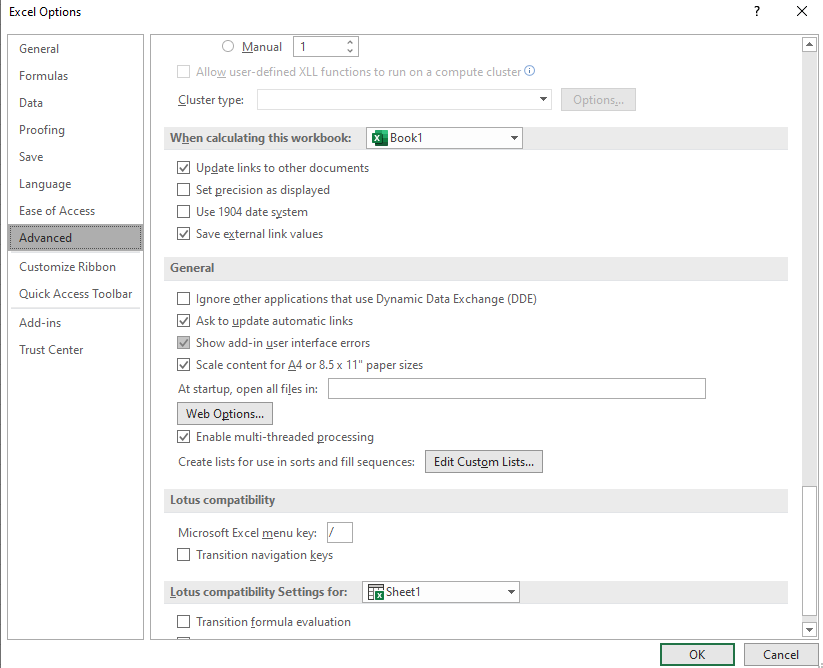 Excel Options
?
General
Formulas
Data
Proofing
Save
Language
Ease of Access
Advanced
Customize Ribbon
Quick Access Toolbar
Add-ins
Trust Center
Manual 1
Allow user-defined XLL functions to run on a compute cluster
Cluster type: Options...
When calculating this workbook: Book1
Update links to other documents
Set precision as displayed
Use 1904 date system
Save external link values
General
Ignore other applications that use Dynamic Data Exchange (DDE)
Ask to update automatic links
Show add-in user interface errors
Scale content for A4 or 8.5 x 11" paper sizes
At startup, open all files in:
Web Options...
Enable multi-threaded processing
Create lists for use in sorts and fill sequences: Edit Custom Lists...
Lotus compatibility
Microsoft Excel menu key: /
Transition navigation keys
Lotus compatibility Settings for: Sheet1
Transition formula evaluation
OK Cancel